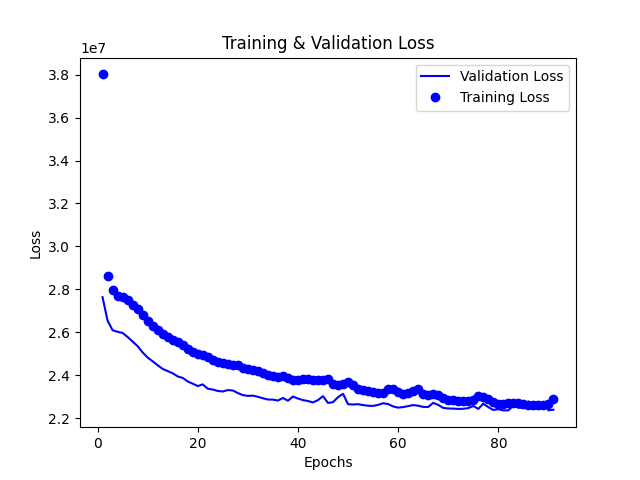 Training & Validation Loss
1e7
Validation Loss
Training Loss
3.8
3.6
3.4
3.2
3.0
2.8
2.6
2.4
2.2
Loss
0 20 40 60 80
Epochs